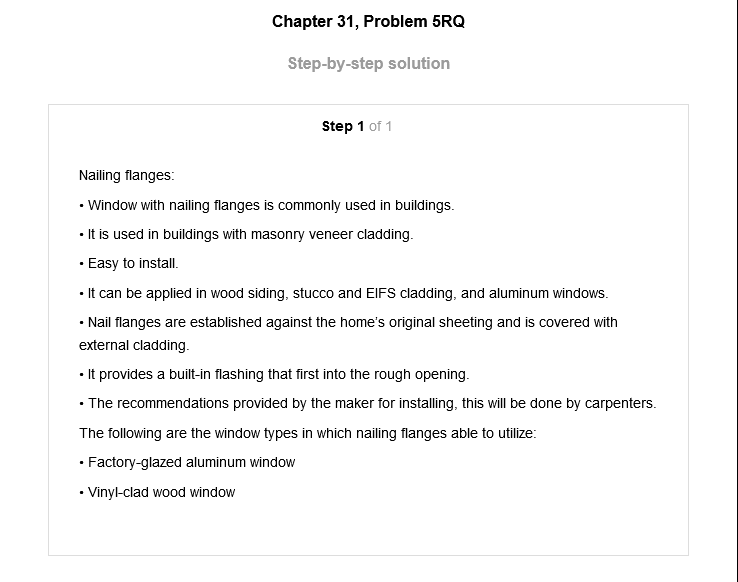 Chapter 31, Problem 5RQ
Step-by-step solution
Step 1 of 1
Nailing flanges:
• Window with nailing flanges is commonly used in buildings.
• It is used in buildings with masonry veneer cladding.
• Easy to install.
• It can be applied in wood siding, stucco and EIFS cladding, and aluminum windows.
• Nail flanges are established against the home's original sheeting and is covered with
external cladding.
• It provides a built-in flashing that first into the rough opening.
• The recommendations provided by the maker for installing, this will be done by carpenters.
The following are the window types in which nailing flanges able to utilize:
• Factory-glazed aluminum window
• Vinyl-clad wood window